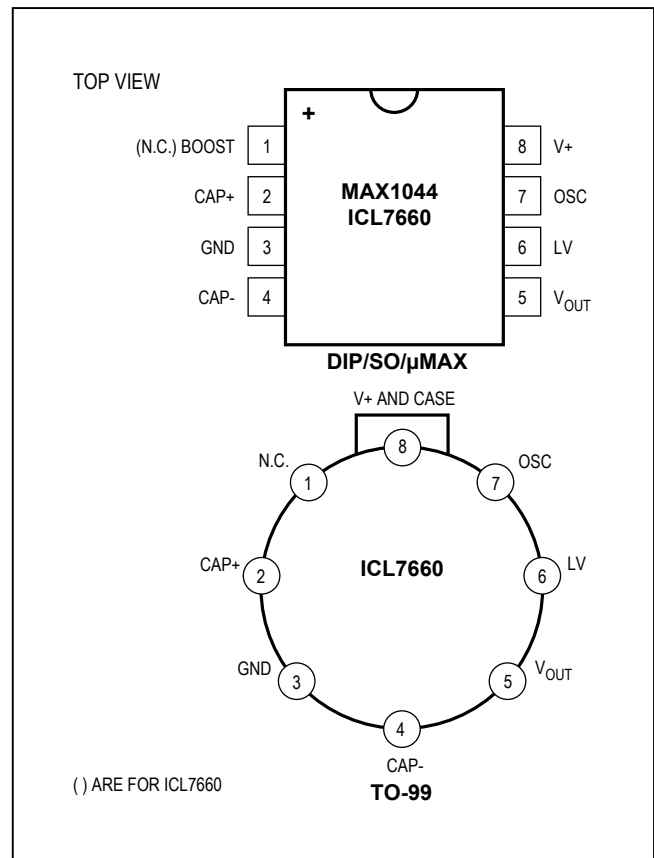 TOP VIEW
+
(N.C.) BOOST 1
8 V+
CAP+ 2
7 OSC
GND 3
6 LV
CAP- 4
5 VOUT
MAX1044
ICL7660
DIP/SO/µMAX
V+ AND CASE
8
N.C.
1
OSC
7
CAP+
2
ICL7660
6
LV
GND
3
VOUT
5
4
CAP-
TO-99
( ) ARE FOR ICL7660